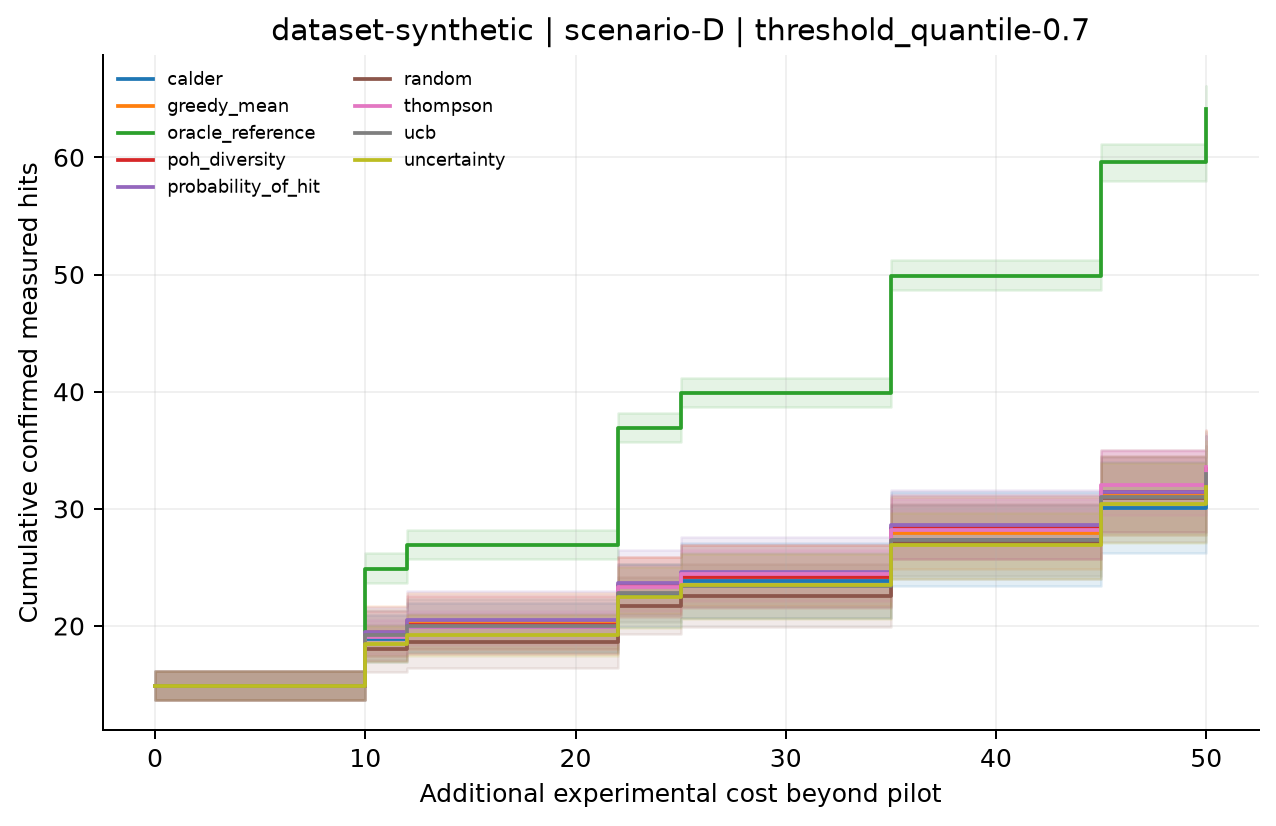 dataset-synthetic | scenario-D | threshold_quantile-0.7
calder
greedy_mean
oracle_reference
poh_diversity
probability_of_hit
random
thompson
ucb
uncertainty
Cumulative confirmed measured hits
60
50
40
30
20
0
10
20
30
40
50
Additional experimental cost beyond pilot